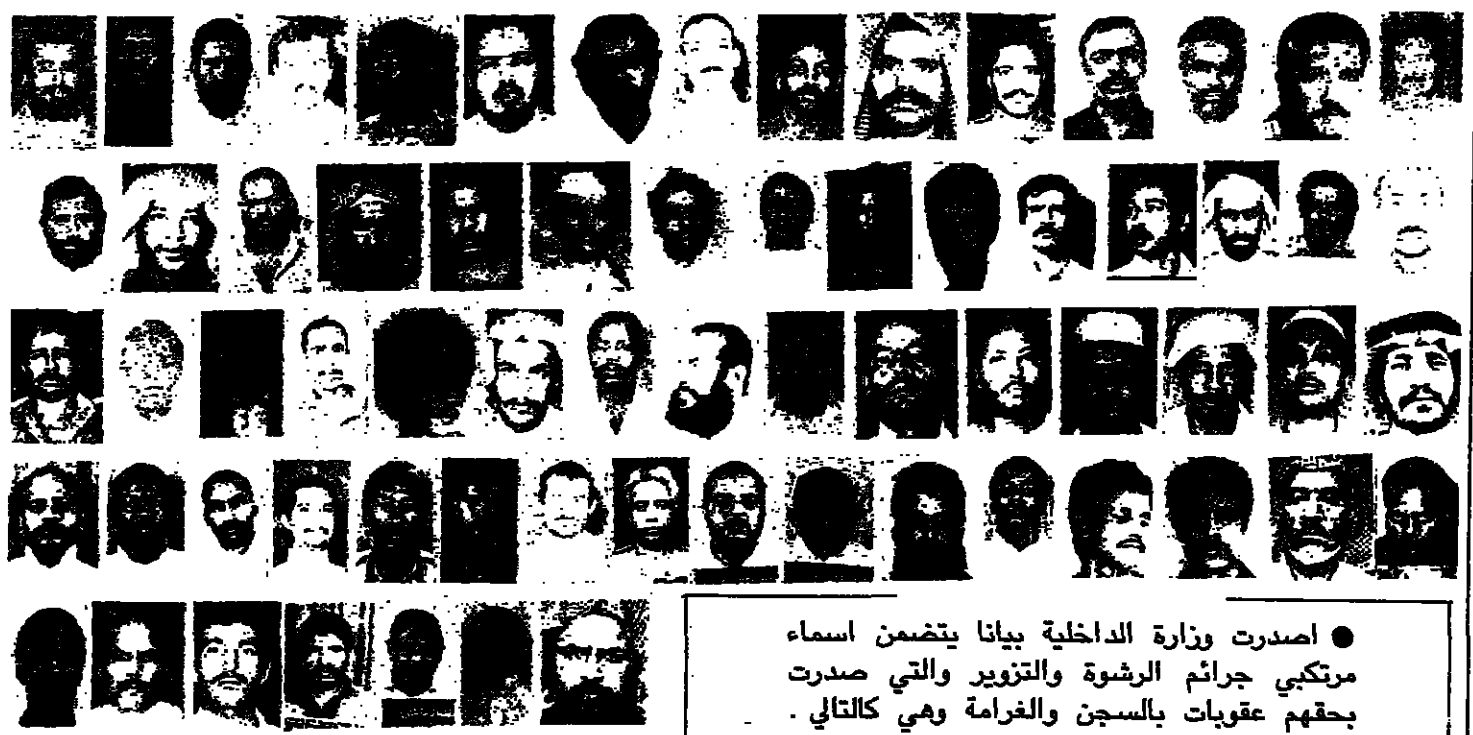 ● اصدرت وزارة الداخلية بيانا يتضمن اسماء
مرتكبي جرائم الرشوة والتزوير والتي صدرت
بحقهم عقوبات بالسجن والغرامة وهي كالتالي .